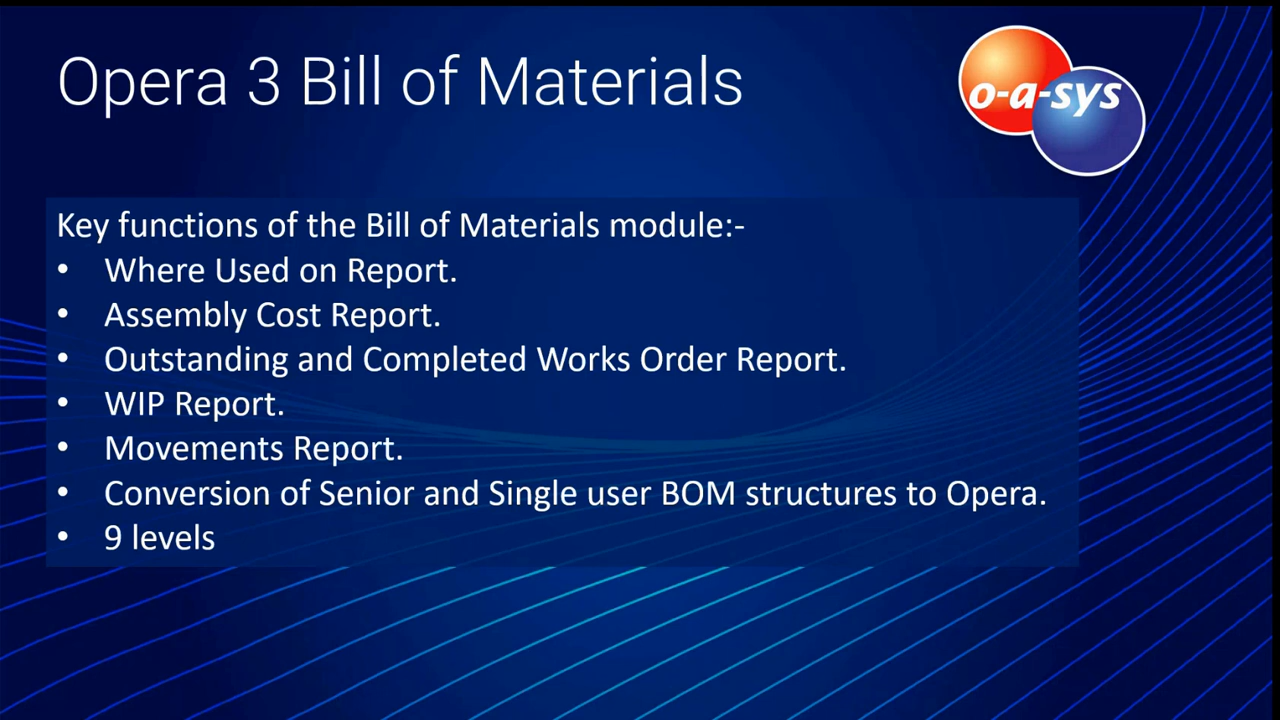 Opera 3 Bill of Materials
o-a-sys
Key functions of the Bill of Materials module:-
• Where Used on Report.
• Assembly Cost Report.
• Outstanding and Completed Works Order Report.
• WIP Report.
• Movements Report.
• Conversion of Senior and Single user BOM structures to Opera.
• 9 levels